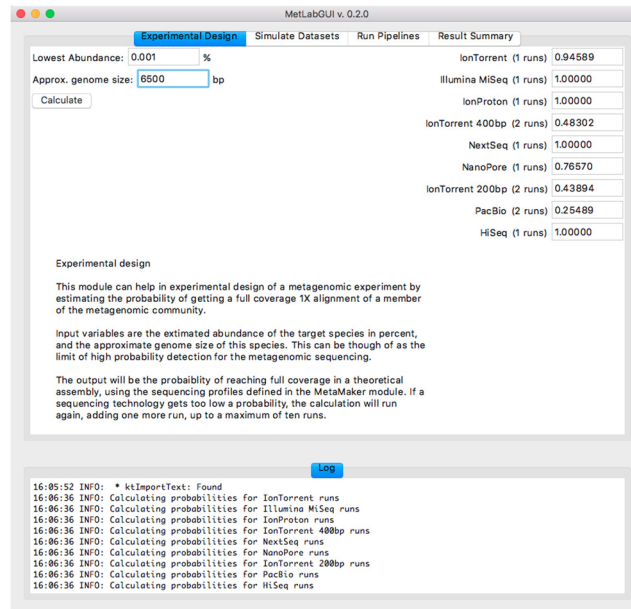 MetLabGUI v. 0.2.0
Experimental Design Simulate Datasets Run Pipelines Result Summary
Lowest Abundance: 0.001 %
Approx. genome size: 6500 bp
Calculate
IonTorrent (1 runs) 0.94589
Illumina MiSeq (1 runs) 1.00000
IonProton (1 runs) 1.00000
IonTorrent 400bp (2 runs) 0.48302
NextSeq (1 runs) 1.00000
NanoPore (1 runs) 0.76570
IonTorrent 200bp (2 runs) 0.43894
PacBio (2 runs) 0.25489
HiSeq (1 runs) 1.00000
Experimental design
This module can help in experimental design of a metagenomic experiment by
estimating the probability of getting a full coverage 1X alignment of a member
of the metagenomic community.
Input variables are the extimated abundance of the target species in percent,
and the approximate genome size of this species. This can be though of as the
limit of high probability detection for the metagenomic sequencing.
The output will be the probaiblity of reaching full coverage in a theoretical
assembly, using the sequencing profiles defined in the MetaMaker module. If a
sequencing technology gets too low a probability, the calculation will run
again, adding one more run, up to a maximum of ten runs.
Log
16:05:52 INFO:  * ktImportText: Found
16:06:36 INFO: Calculating probabilities for IonTorrent runs
16:06:36 INFO: Calculating probabilities for Illumina MiSeq runs
16:06:36 INFO: Calculating probabilities for IonProton runs
16:06:36 INFO: Calculating probabilities for IonTorrent 400bp runs
16:06:36 INFO: Calculating probabilities for NextSeq runs
16:06:36 INFO: Calculating probabilities for NanoPore runs
16:06:36 INFO: Calculating probabilities for IonTorrent 200bp runs
16:06:36 INFO: Calculating probabilities for PacBio runs
16:06:36 INFO: Calculating probabilities for HiSeq runs